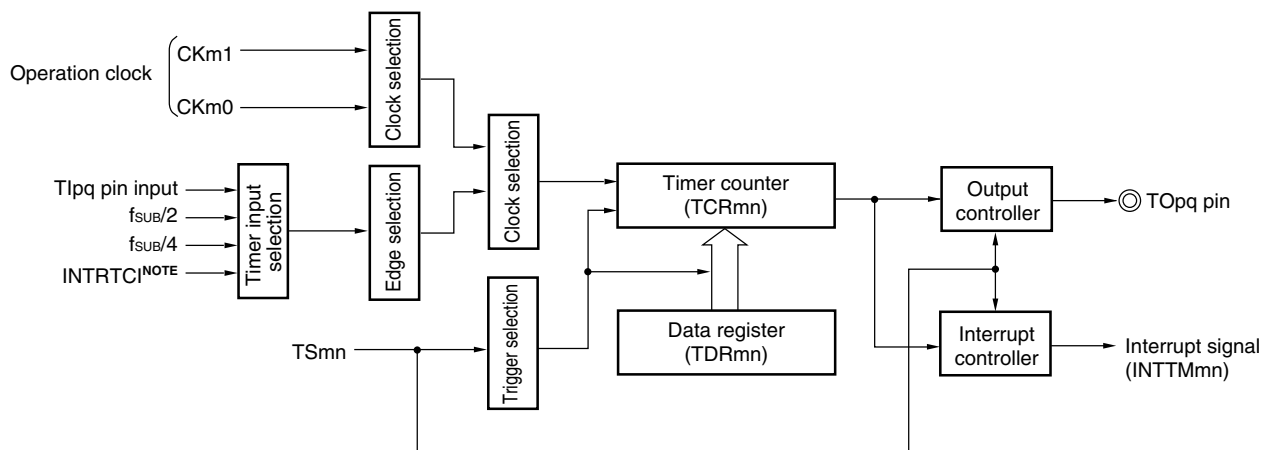 Operation clock
CKm1
CKm0
Clock selection
TIpq pin input
fSUB/2
fSUB/4
INTRTCINOTE
Timer input
selection
Edge selection
Clock selection
TSmn
Trigger selection
Timer counter
(TCRmn)
Data register
(TDRmn)
Output
controller
TOpq pin
Interrupt
controller
Interrupt signal
(INTTMmn)